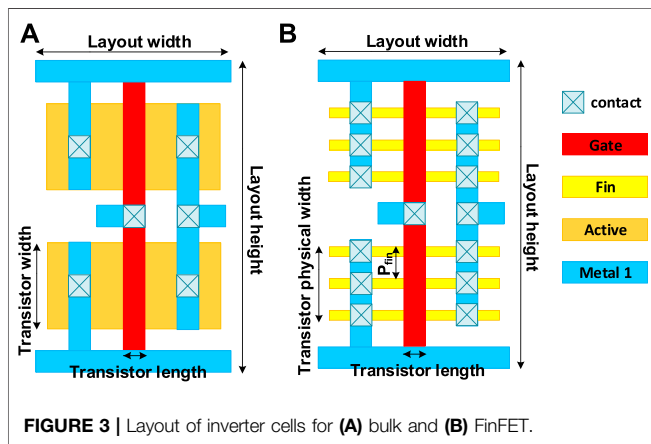 A
Layout width
Layout height
Transistor width
Transistor length
B
Layout width
Layout height
Transistor physical width
Pfin
Transistor length
contact
Gate
Fin
Active
Metal 1
FIGURE 3 | Layout of inverter cells for (A) bulk and (B) FinFET.